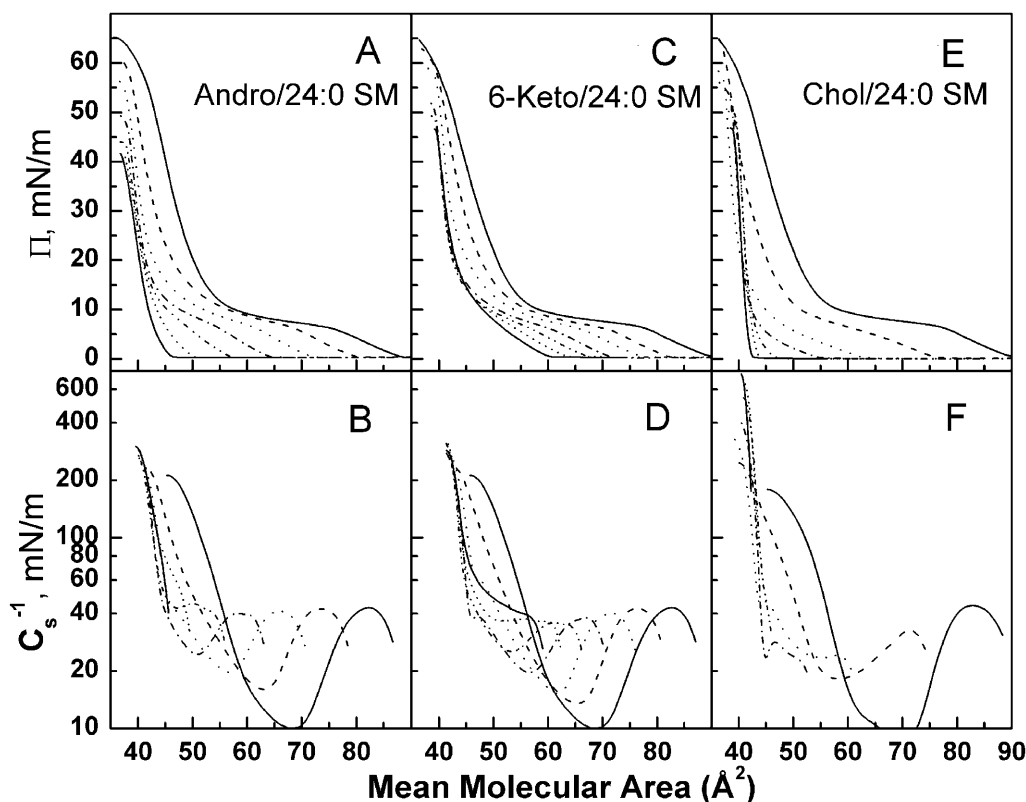 A
C
E
Andro/24:0 SM
6-Keto/24:0 SM
Chol/24:0 SM
Π, mN/m
60
50
40
30
20
10
0
B
D
F
C_s^-1, mN/m
600
400
200
100
80
60
40
20
10
40 50 60 70 80
40 50 60 70 80
40 50 60 70 80 90
Mean Molecular Area (Å²)